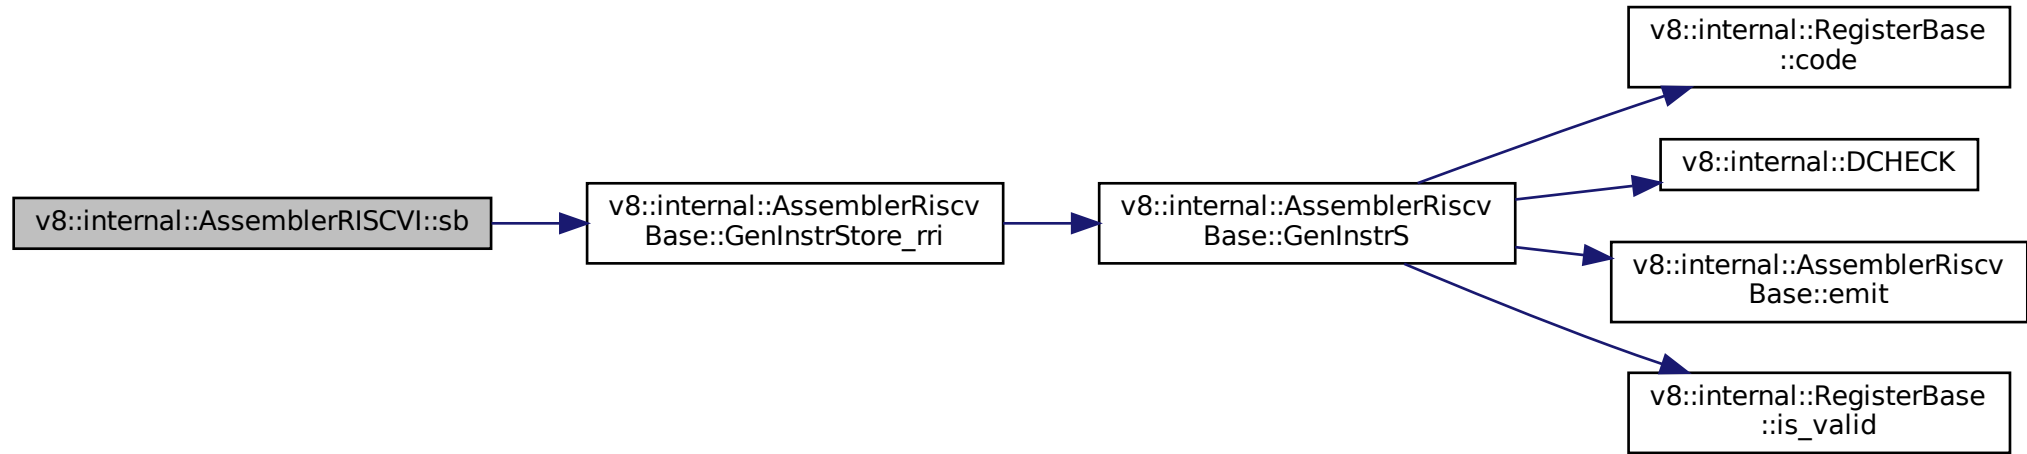 v8::internal::AssemblerRISCVI::sb
v8::internal::AssemblerRiscv
Base::GenInstrStore_rri
v8::internal::AssemblerRiscv
Base::GenInstrS
v8::internal::RegisterBase
::code
v8::internal::DCHECK
v8::internal::AssemblerRiscv
Base::emit
v8::internal::RegisterBase
::is_valid